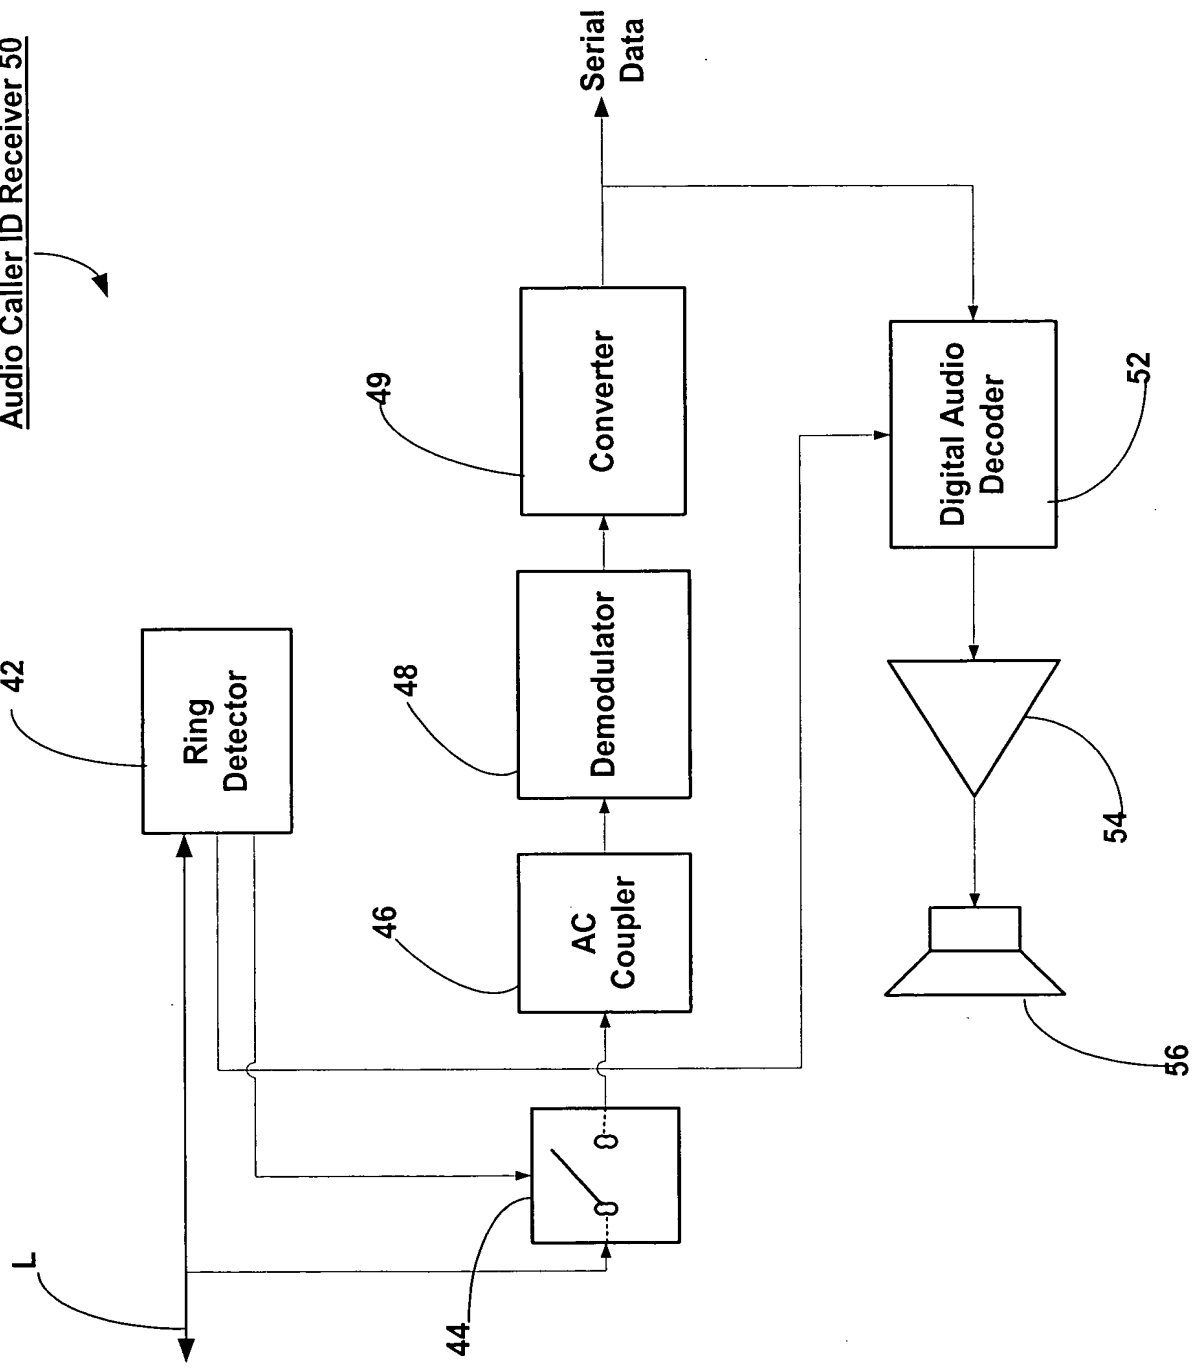 Audio Caller ID Receiver 50
L
42
Ring
Detector
44
46
AC
Coupler
48
Demodulator
49
Converter
Serial
Data
Digital Audio
Decoder
52
54
56